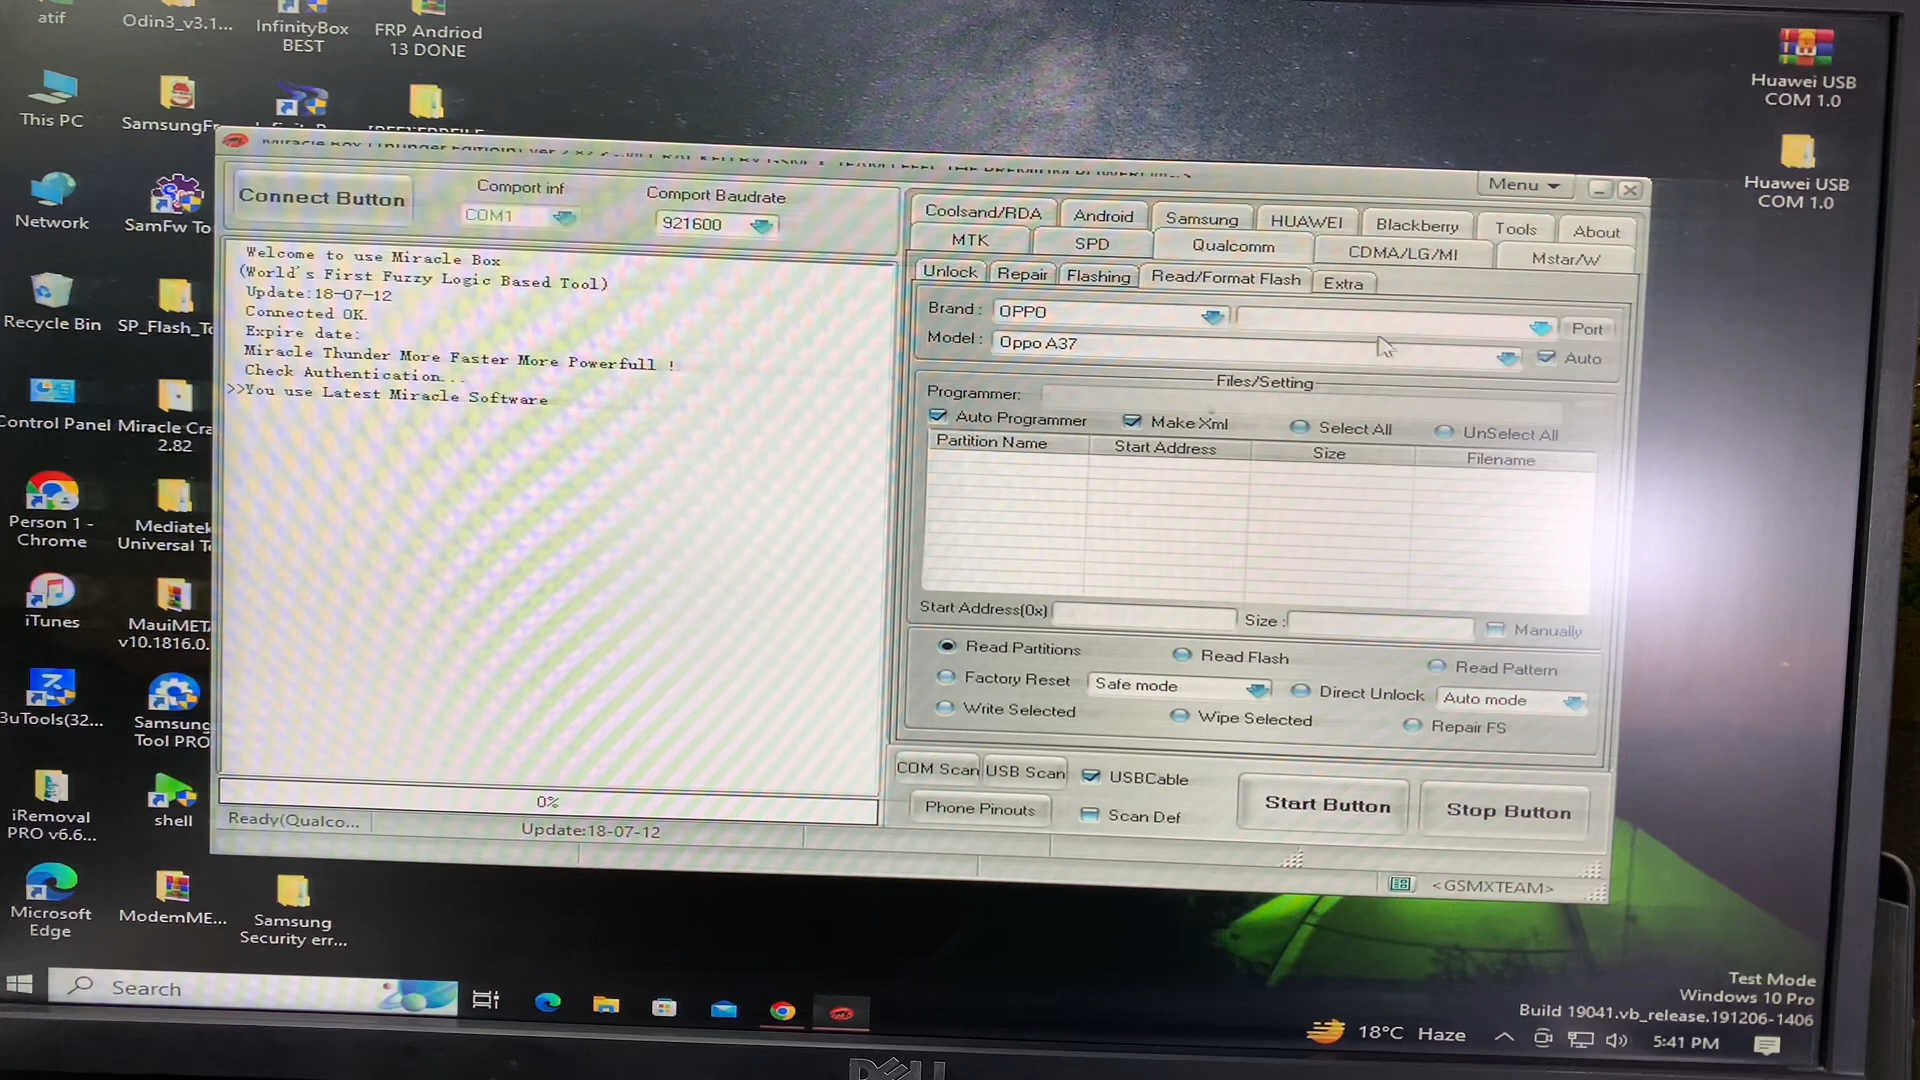 atif
Odin3_v3.1...
InfinityBox
BEST
FRP Andriod
13 DONE
Huawei USB
COM 1.0
Huawei USB
COM 1.0
This PC
Network
SamFw To
Recycle Bin
SP_Flash_To
Control Panel
Miracle Cra
2.82
Person 1 -
Chrome
Mediatek
Universal To
iTunes
MauiMETA
v10.1816.0.
3uTools(32...
Samsung
Tool PRO
iRemoval
PRO v6.6...
shell
Microsoft
Edge
ModemME...
Samsung
Security err...
Menu
Connect Button
Comport inf
COM1
Comport Baudrate
921600
Welcome to use Miracle Box
(World's First Fuzzy Logic Based Tool)
Update:18-07-12
Connected OK.
Expire date:
Miracle Thunder More Faster More Powerfull !
Check Authentication...
>>You use Latest Miracle Software
0%
Ready(Qualco...
Update:18-07-12
Coolsand/RDA
Android
Samsung
HUAWEI
Blackberry
Tools
About
MTK
SPD
Qualcomm
CDMA/LG/MI
Mstar/W
Unlock
Repair
Flashing
Read/Format Flash
Extra
Brand :
OPPO
Port
Model :
Oppo A37
Auto
Files/Setting
Programmer:
Auto Programmer
Make Xml
Select All
UnSelect All
Partition Name
Start Address
Size
Filename
Start Address(0x)
Size :
Manually
Read Partitions
Read Flash
Read Pattern
Factory Reset
Safe mode
Direct Unlock
Auto mode
Write Selected
Wipe Selected
Repair FS
COM Scan
USB Scan
USBCable
Phone Pinouts
Scan Def
Start Button
Stop Button
<GSMXTEAM>
Test Mode
Windows 10 Pro
Build 19041.vb_release.191206-1406
Search
18°C Haze
5:41 PM
DELL